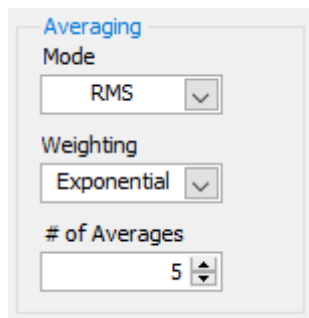 Averaging
Mode
RMS
Weighting
Exponential
# of Averages
5